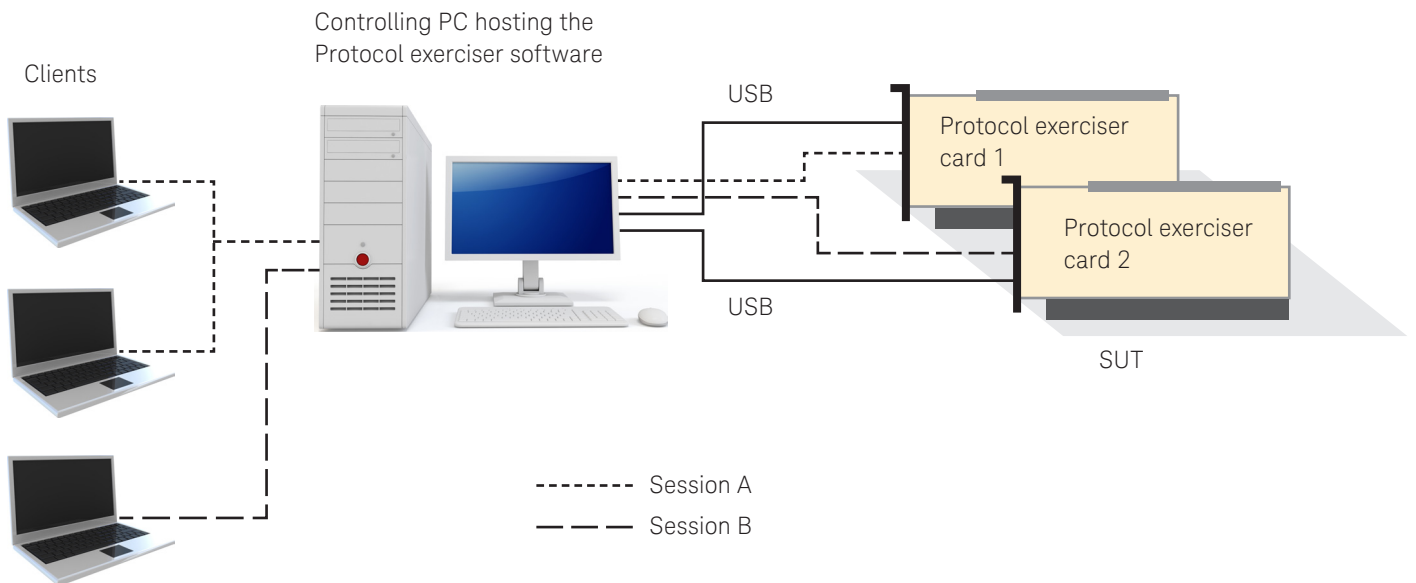 Controlling PC hosting the
Protocol exerciser software
Clients
USB
Protocol exerciser
card 1
Protocol exerciser
card 2
USB
SUT
Session A
Session B